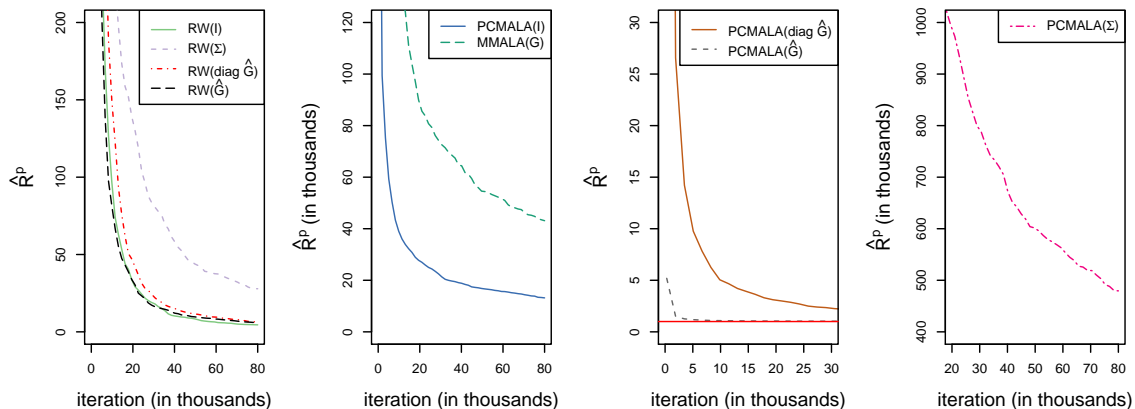 R̂ᵖ
0 50 100 150 200
RW(I)
RW(Σ)
RW(diag Ĝ)
RW(Ĝ)
0 20 40 60 80
iteration (in thousands)
R̂ᵖ (in thousands)
0 20 40 60 80 100 120
PCMALA(I)
MMALA(G)
0 20 40 60 80
iteration (in thousands)
R̂ᵖ
0 5 10 15 20 25 30
PCMALA(diag Ĝ)
PCMALA(Ĝ)
0 5 10 15 20 25 30
iteration (in thousands)
R̂ᵖ (in thousands)
400 500 600 700 800 900 1000
PCMALA(Σ)
20 30 40 50 60 70 80
iteration (in thousands)